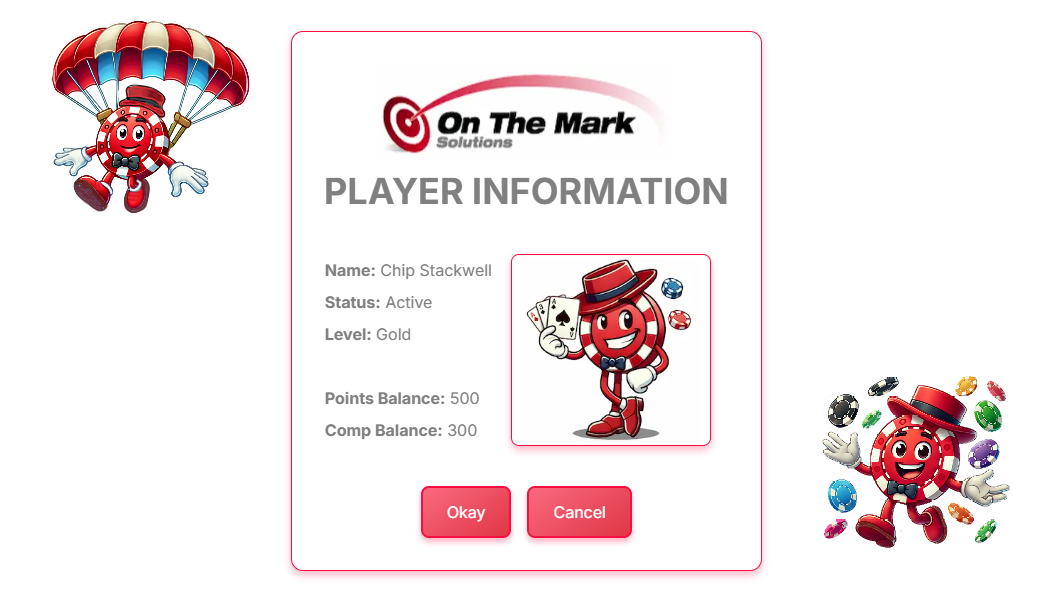 On The Mark
Solutions
PLAYER INFORMATION
Name: Chip Stackwell
Status: Active
Level: Gold
Points Balance: 500
Comp Balance: 300
Okay
Cancel